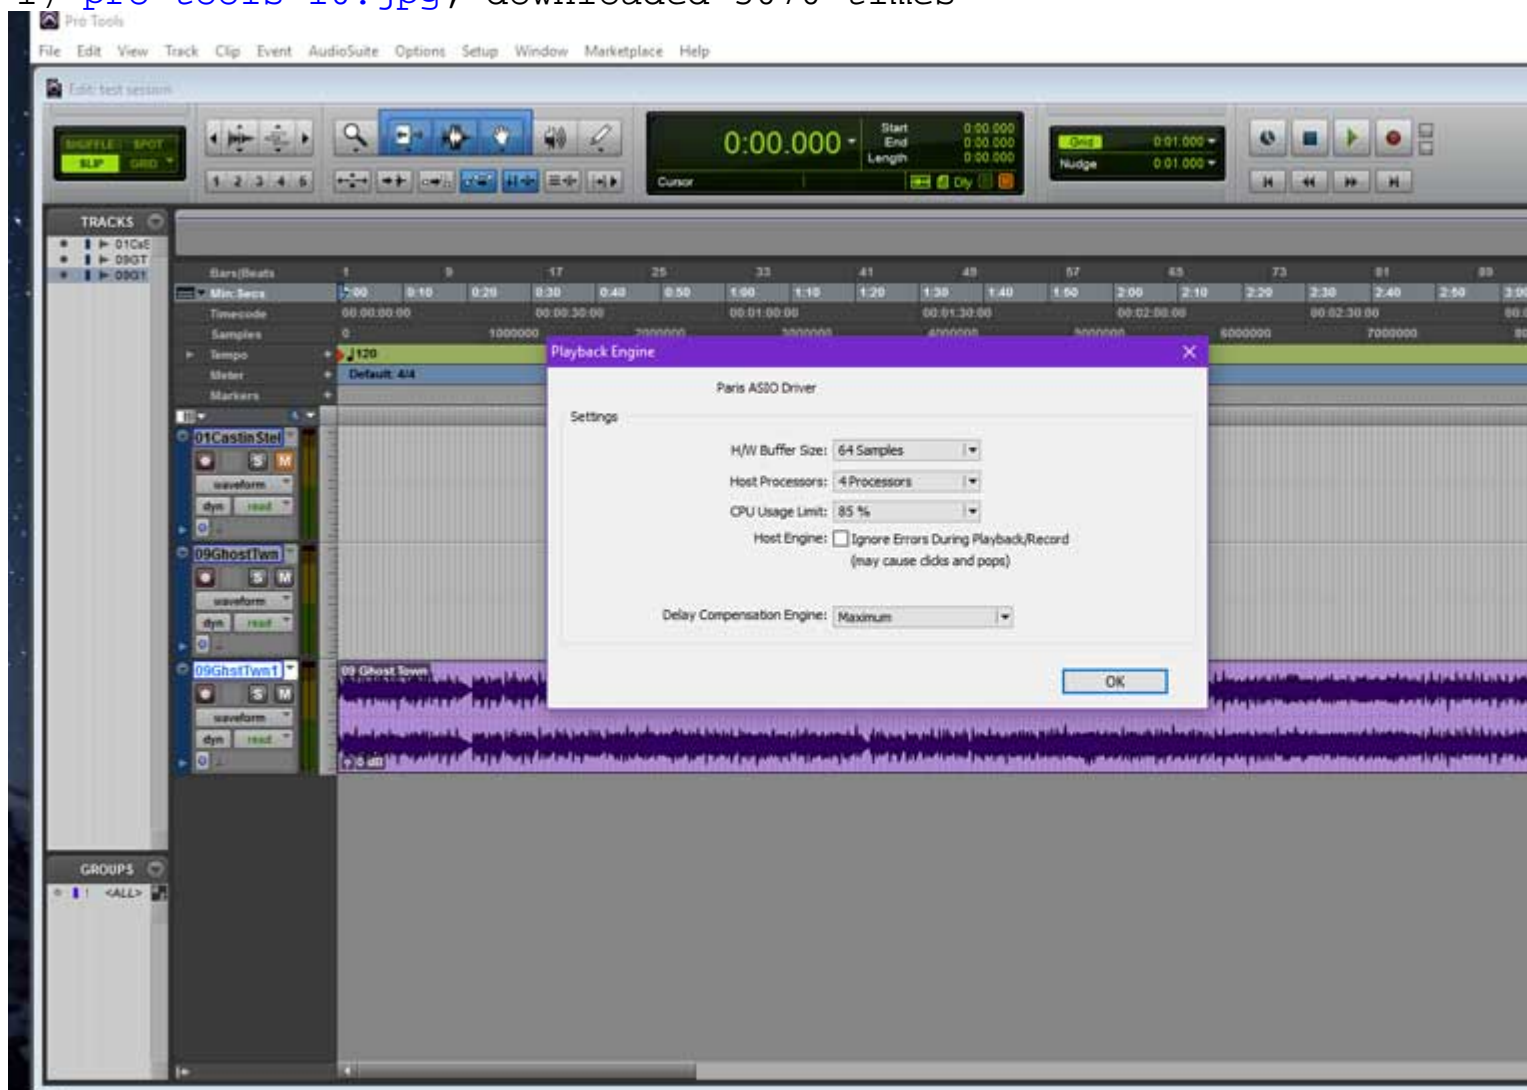 Pro Tools
File Edit View Track Clip Event AudioSuite Options Setup Window Marketplace Help
Edit: test session
SHUFFLE SPOT
SLIP GRID
1 2 3 4 5
0:00.000
Start 0:00.000
End 0:00.000
Length 0:00.000
Cursor
Dly
Grid 0:01.000
Nudge 0:01.000
TRACKS
01CaS
09GT
09GT
Bars|Beats 1 9 17 25 33 41 49 57 65 73 81 89
Min:Secs 0:00 0:10 0:20 0:30 0:40 0:50 1:00 1:10 1:20 1:30 1:40 1:50 2:00 2:10 2:20 2:30 2:40 2:50 3:00
Timecode 00:00:00:00 00:00:30:00 00:01:00:00 00:01:30:00 00:02:00:00 00:02:30:00
Samples 0 1000000 2000000 3000000 4000000 5000000 6000000 7000000
Tempo 120
Meter Default: 4/4
Markers
Playback Engine
Paris ASIO Driver
Settings
H/W Buffer Size: 64 Samples
Host Processors: 4 Processors
CPU Usage Limit: 85 %
Host Engine: Ignore Errors During Playback/Record
(may cause clicks and pops)
Delay Compensation Engine: Maximum
OK
01CastinStel
S M
waveform
dyn read
09GhostTwn
S M
waveform
dyn read
09GhstTwn1
S M
waveform
dyn read
09 Ghost Town
0 dB
GROUPS
! <ALL>